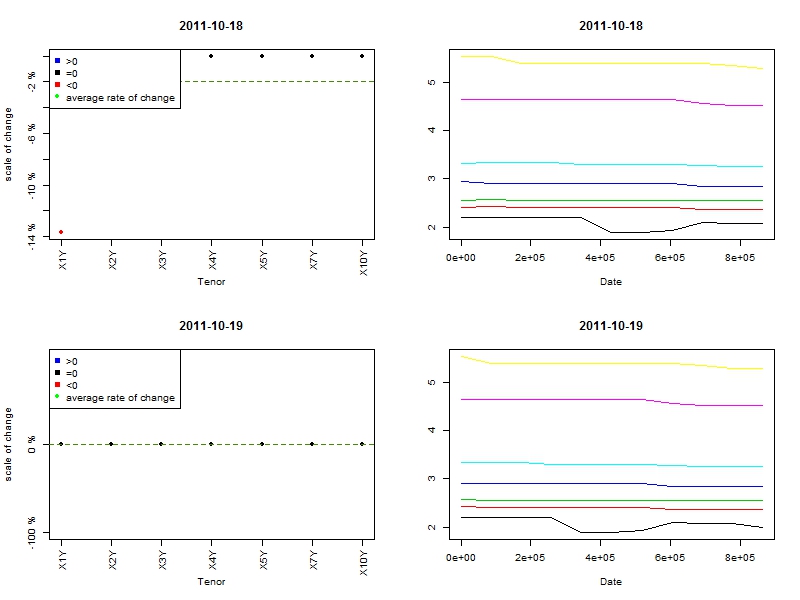 2011-10-18
>0
=0
<0
average rate of change
-2 %
-6 %
-10 %
-14 %
scale of change
X1Y
X2Y
X3Y
X4Y
X5Y
X7Y
X10Y
Tenor
2011-10-18
5
4
3
2
0e+00
2e+05
4e+05
6e+05
8e+05
Date
2011-10-19
>0
=0
<0
average rate of change
0 %
-100 %
scale of change
X1Y
X2Y
X3Y
X4Y
X5Y
X7Y
X10Y
Tenor
2011-10-19
5
4
3
2
0e+00
2e+05
4e+05
6e+05
8e+05
Date